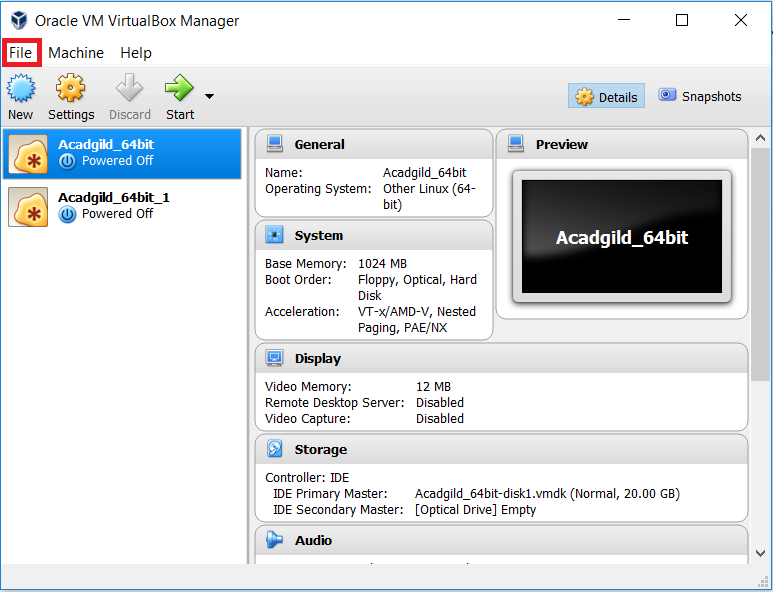 Oracle VM VirtualBox Manager
File Machine Help
New Settings Discard Start
Details Snapshots
Acadgild_64bit
Powered Off
Acadgild_64bit_1
Powered Off
General
Name: Acadgild_64bit
Operating System: Other Linux (64-
bit)
Preview
Acadgild_64bit
System
Base Memory: 1024 MB
Boot Order: Floppy, Optical, Hard
Disk
Acceleration: VT-x/AMD-V, Nested
Paging, PAE/NX
Display
Video Memory: 12 MB
Remote Desktop Server: Disabled
Video Capture: Disabled
Storage
Controller: IDE
IDE Primary Master: Acadgild_64bit-disk1.vmdk (Normal, 20.00 GB)
IDE Secondary Master: [Optical Drive] Empty
Audio